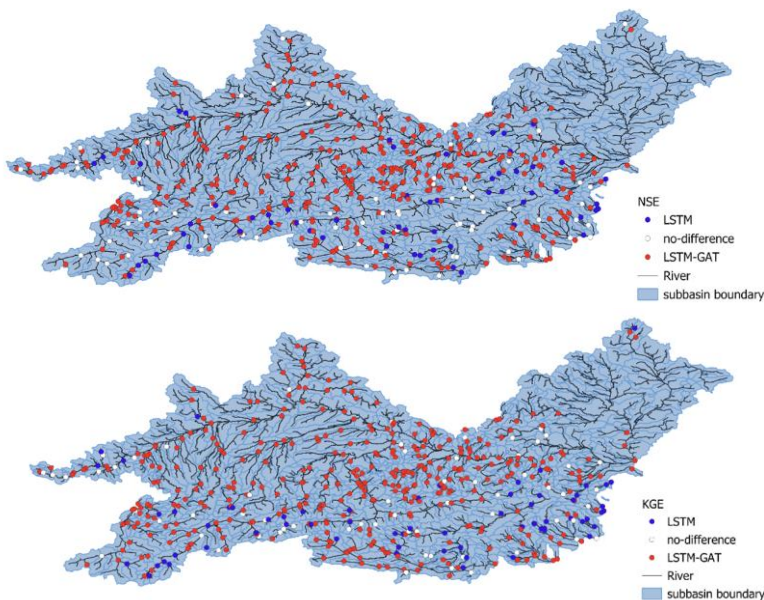 NSE
LSTM
no-difference
LSTM-GAT
River
subbasin boundary
KGE
LSTM
no-difference
LSTM-GAT
River
subbasin boundary